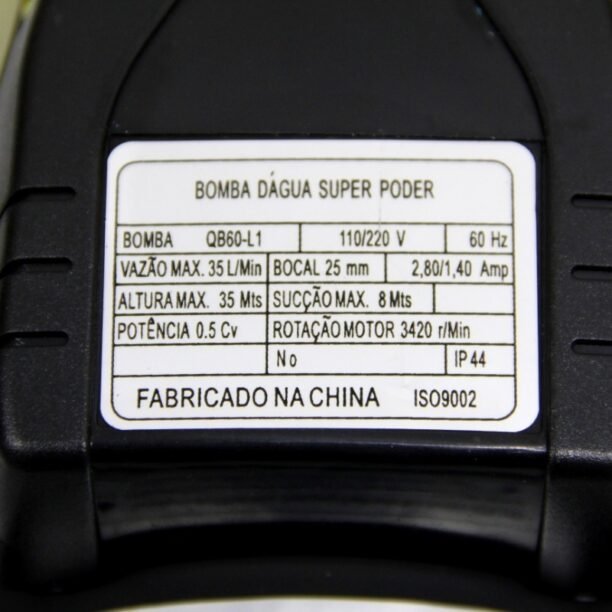 BOMBA DÁGUA SUPER PODER
BOMBA QB60-L1 110/220 V 60 Hz
VAZÃO MAX. 35 L/Min BOCAL 25 mm 2,80/1,40 Amp
ALTURA MAX. 35 Mts SUCÇÃO MAX. 8 Mts
POTÊNCIA 0.5 Cv ROTAÇÃO MOTOR 3420 r/Min
No IP 44
FABRICADO NA CHINA ISO9002